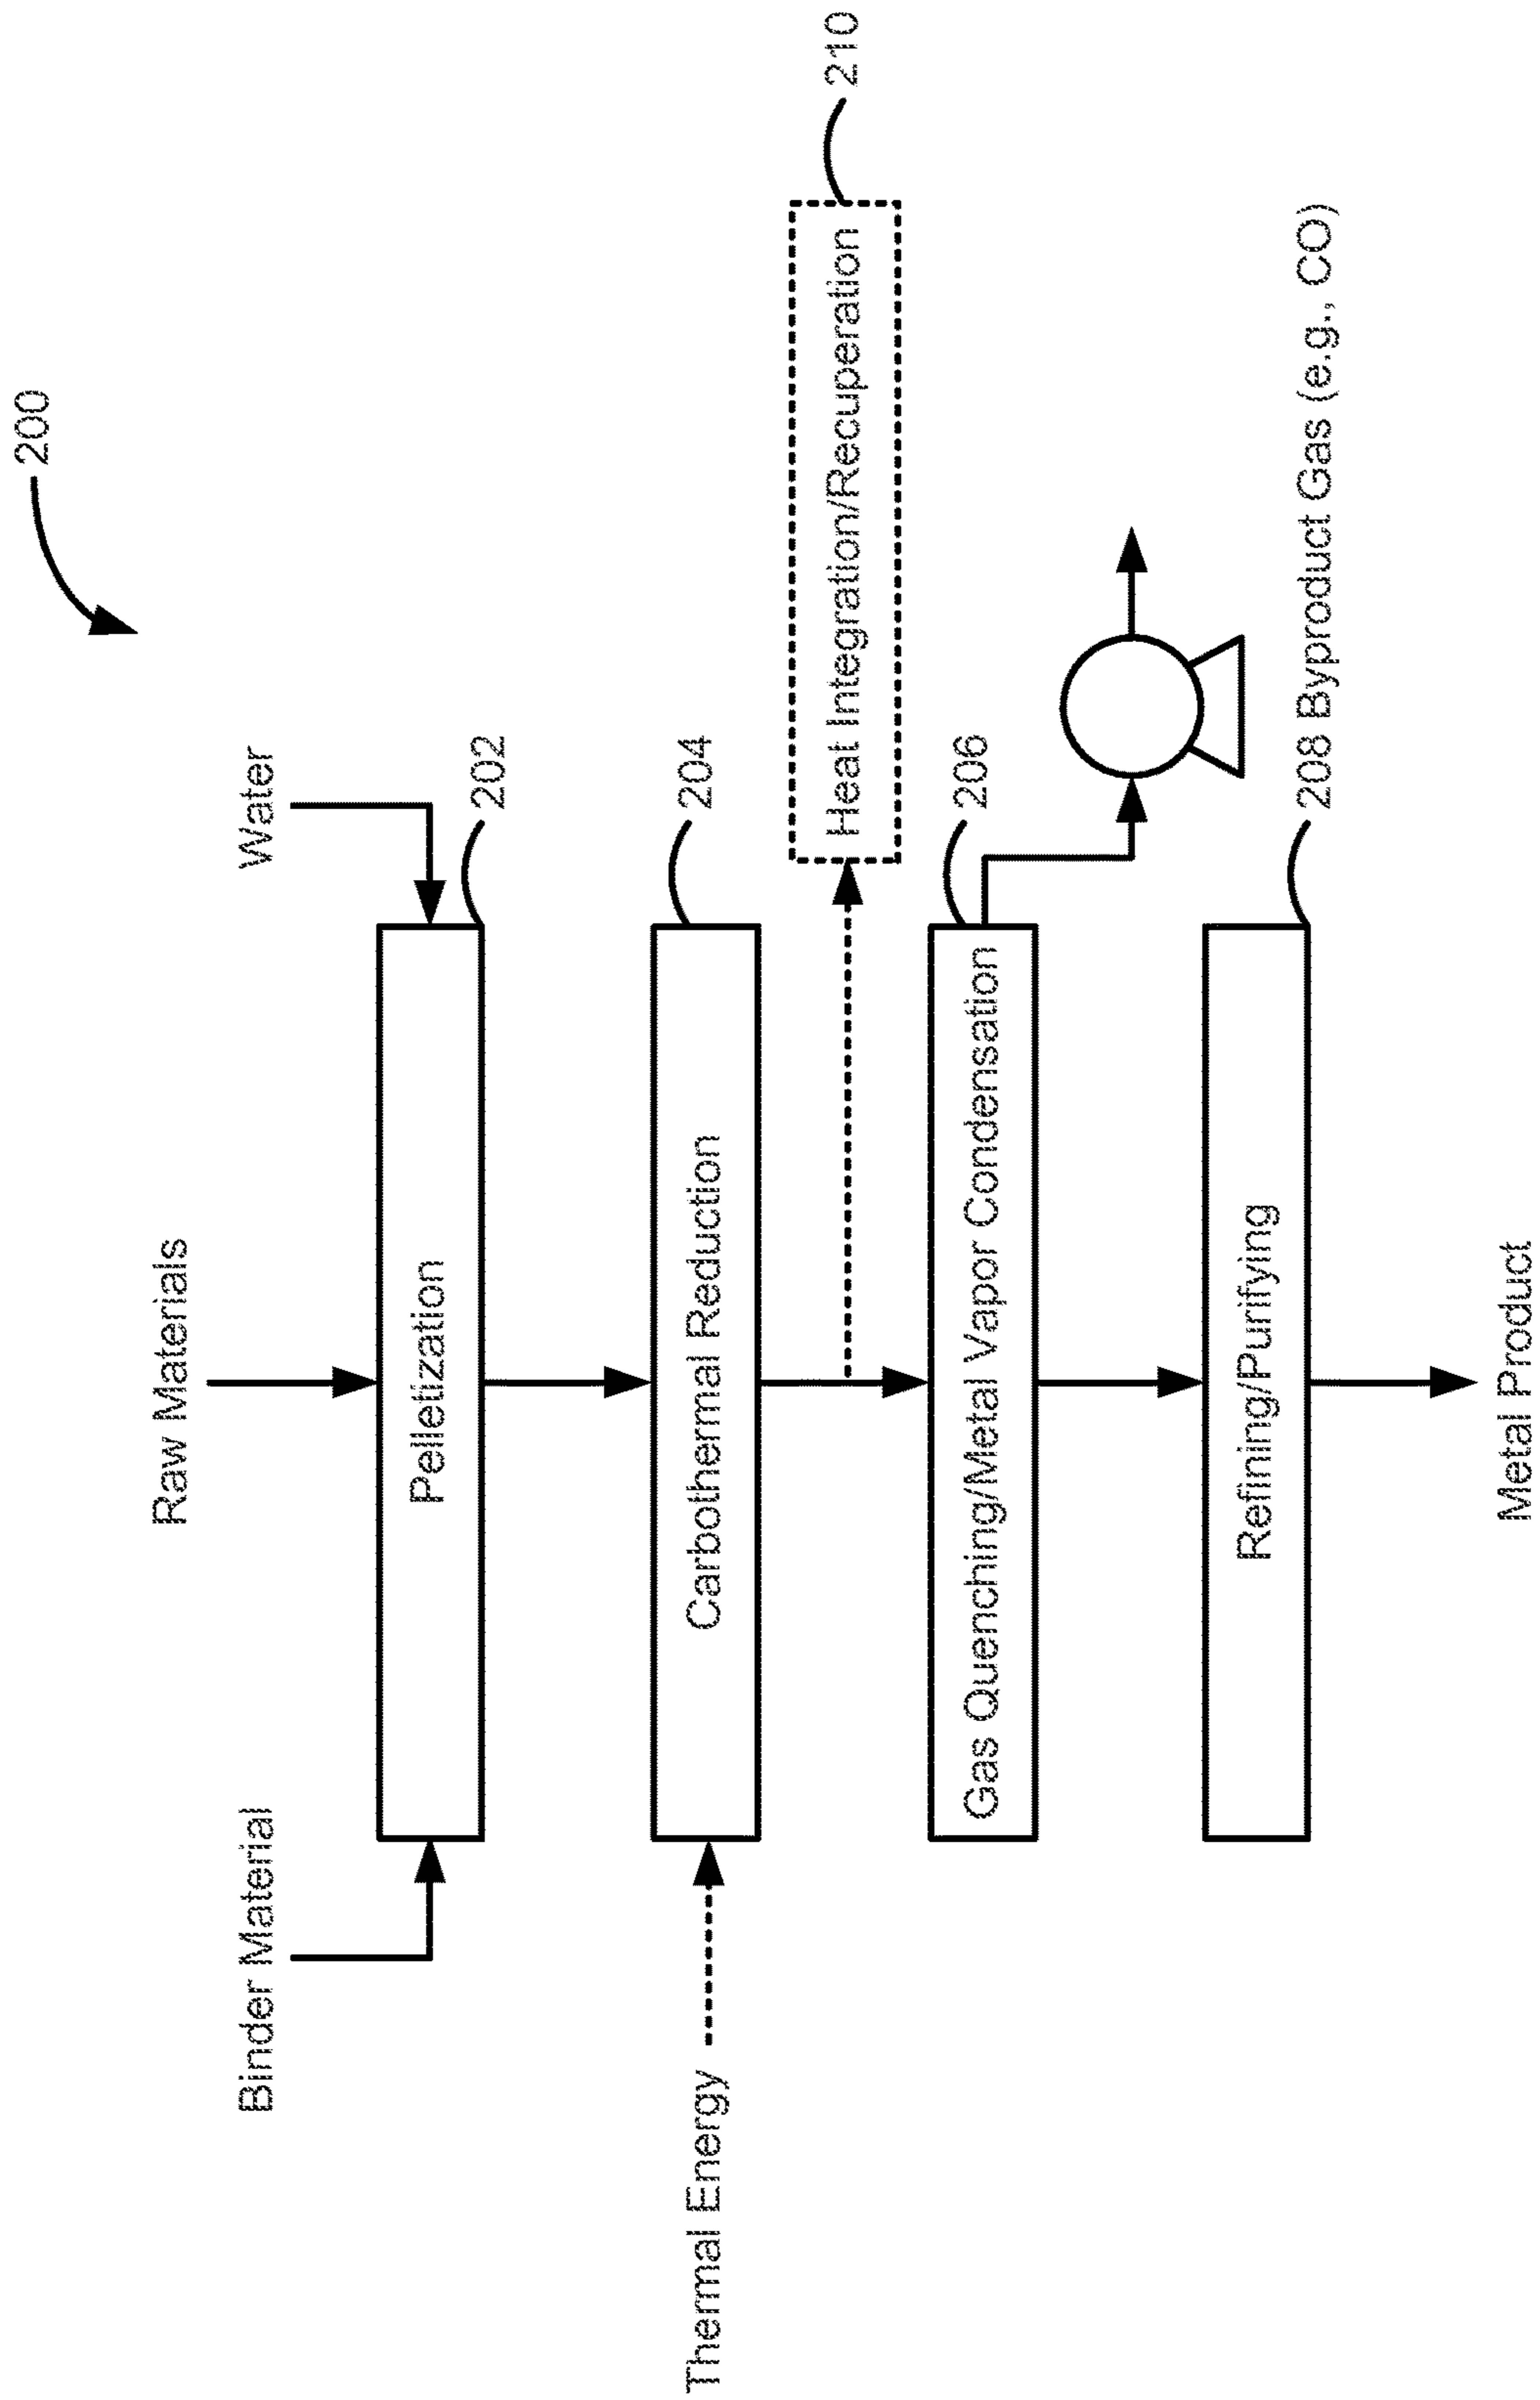 200
Raw Materials
Binder Material
Water
Pelletization
202
Carbothermal Reduction
204
Thermal Energy
Heat Integration/Recuperation
210
Gas Quenching/Metal Vapor Condensation
206
Refining/Purifying
208 Byproduct Gas (e.g., CO)
Metal Product